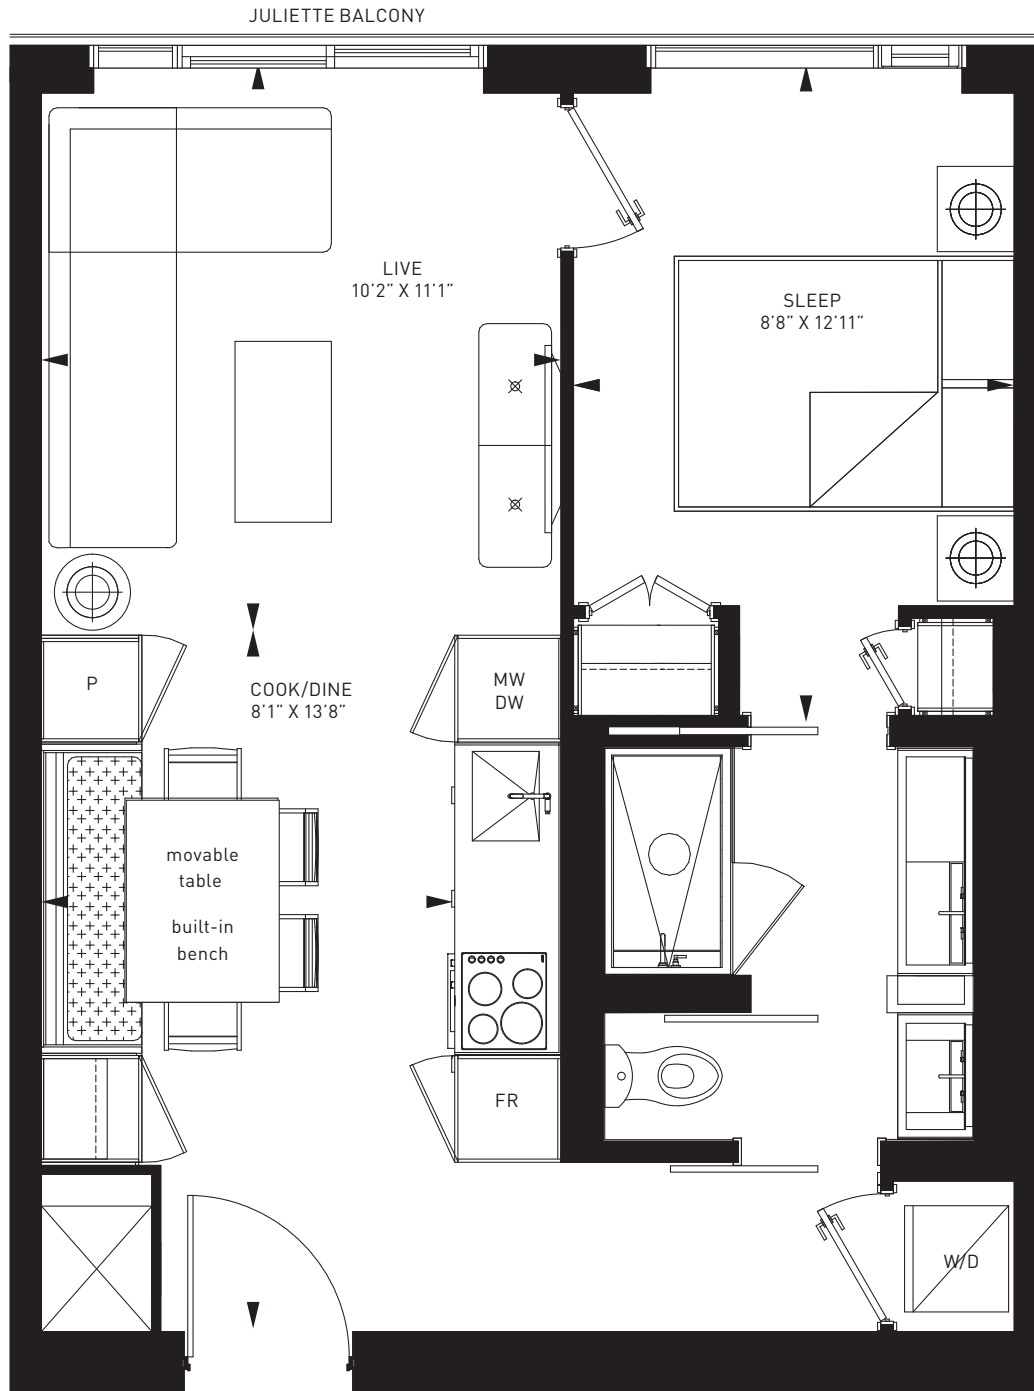 JULIETTE BALCONY
LIVE
10’2” X 11’1”
SLEEP
8’8” X 12’11”
P
COOK/DINE
8’1” X 13’8”
MW
DW
movable
table
built-in
bench
FR
W/D